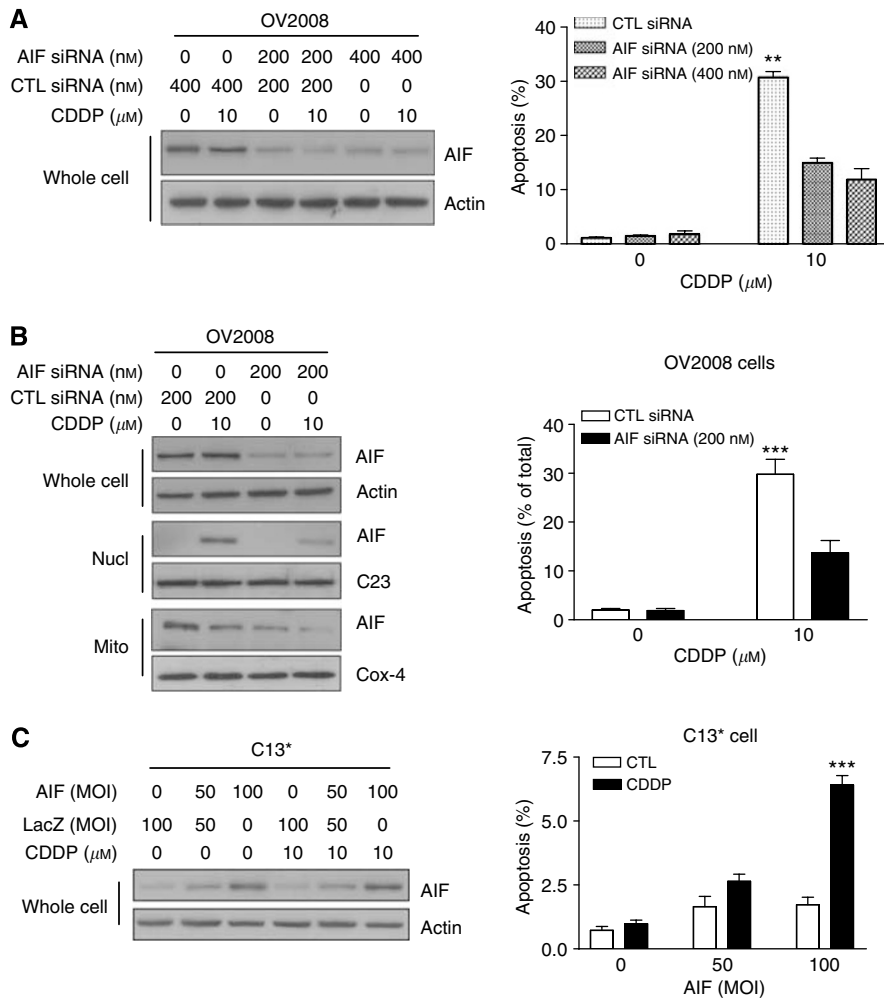 A
OV2008
AIF siRNA (nM) 0 0 200 200 400 400
CTL siRNA (nM) 400 400 200 200 0 0
CDDP (μM) 0 10 0 10 0 10
Whole cell
AIF
Actin
CTL siRNA
AIF siRNA (200 nM)
AIF siRNA (400 nM)
**
Apoptosis (%)
40
30
20
10
0
0 10
CDDP (μM)
B
OV2008
AIF siRNA (nM) 0 0 200 200
CTL siRNA (nM) 200 200 0 0
CDDP (μM) 0 10 0 10
Whole cell
AIF
Actin
Nucl
AIF
C23
Mito
AIF
Cox-4
OV2008 cells
CTL siRNA
AIF siRNA (200 nM)
***
Apoptosis (% of total)
40
30
20
10
0
0 10
CDDP (μM)
C
C13*
AIF (MOI) 0 50 100 0 50 100
LacZ (MOI) 100 50 0 100 50 0
CDDP (μM) 0 0 0 10 10 10
Whole cell
AIF
Actin
C13* cell
CTL
CDDP
***
Apoptosis (%)
7.5
5.0
2.5
0.0
0 50 100
AIF (MOI)